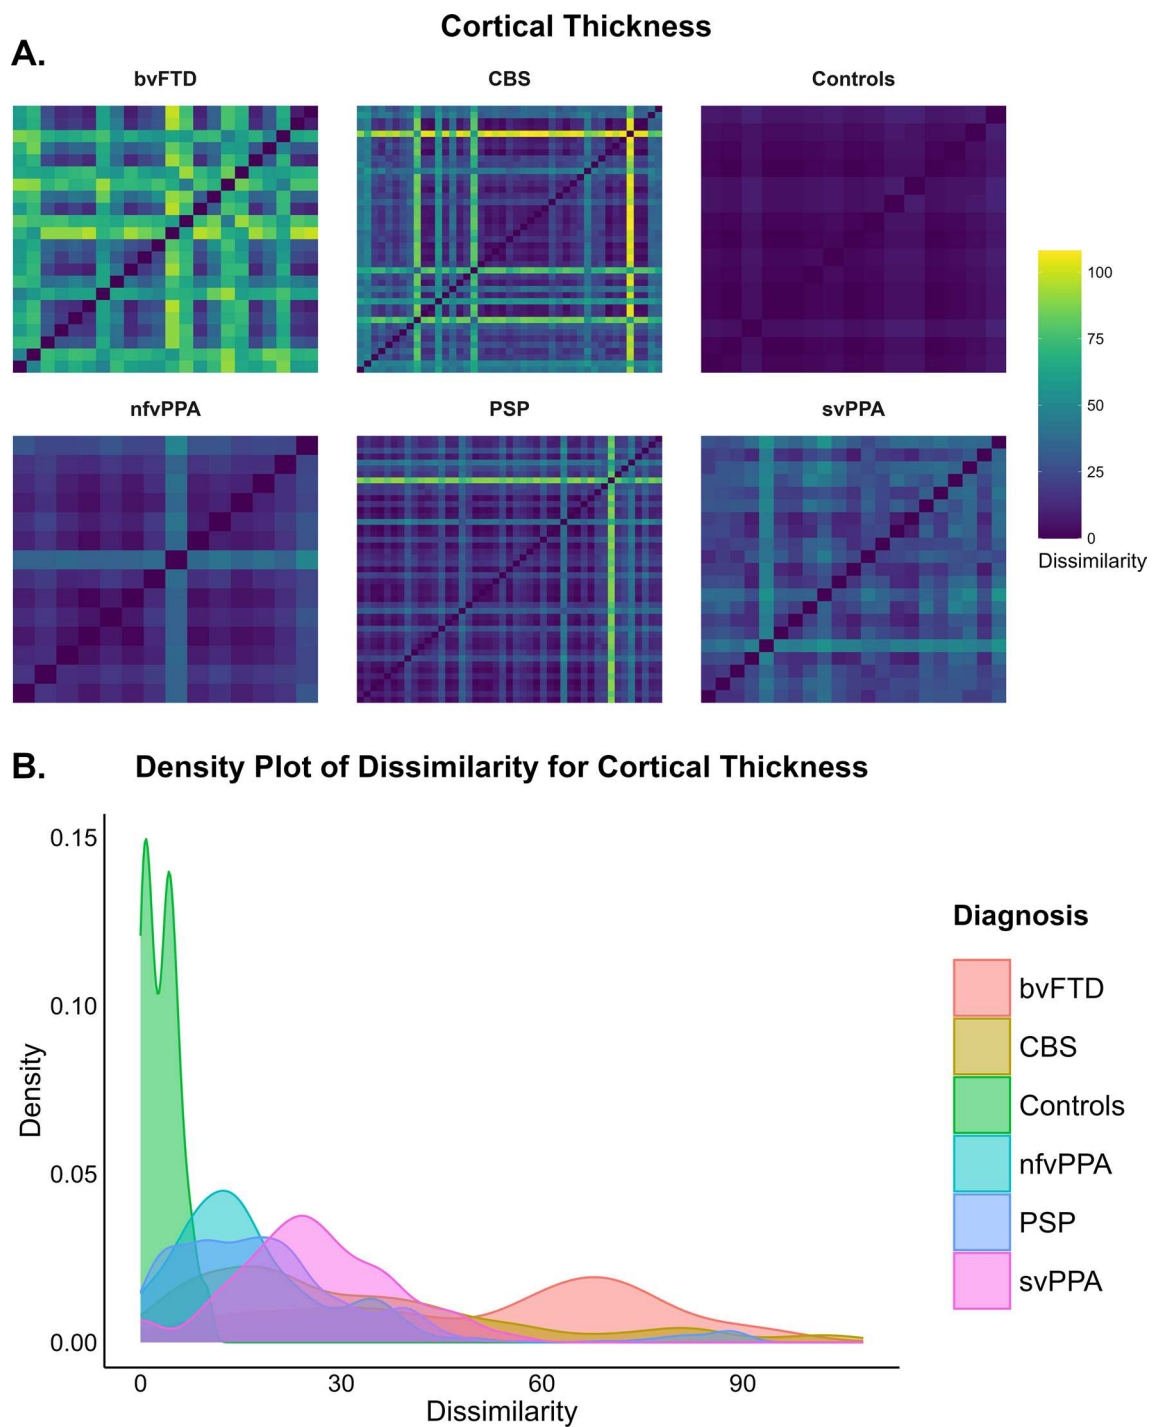 Cortical Thickness
A.
bvFTD CBS Controls
100
75
50
25
0
Dissimilarity
nfvPPA PSP svPPA
B. Density Plot of Dissimilarity for Cortical Thickness
0.15
0.10
0.05
0.00
Density
0 30 60 90
Dissimilarity
Diagnosis
bvFTD
CBS
Controls
nfvPPA
PSP
svPPA